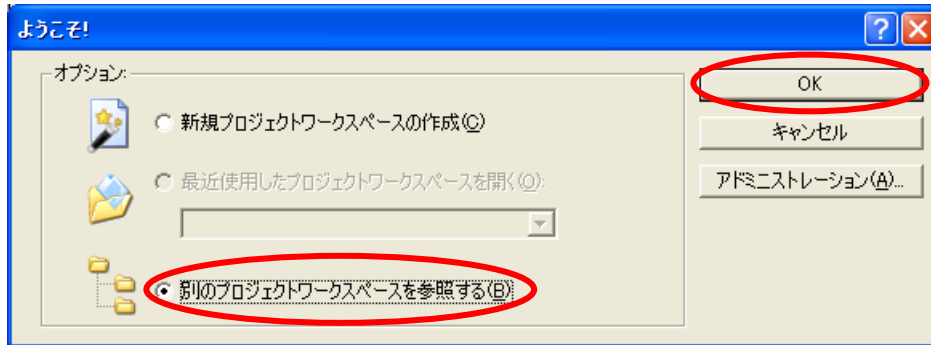 ようこそ!
オプション:
新規プロジェクトワークスペースの作成(C)
最近使用したプロジェクトワークスペースを開く(O):
別のプロジェクトワークスペースを参照する(B)
OK
キャンセル
アドミニストレーション(A)...